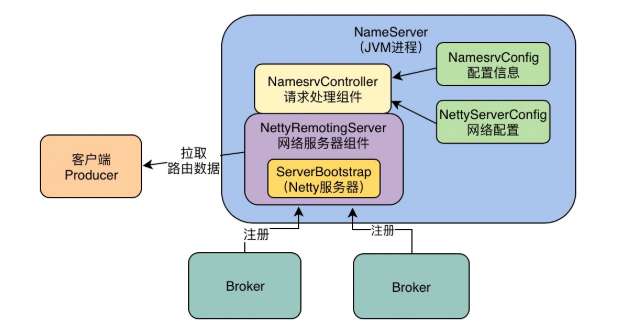 NameServer
（JVM进程）
NamesrvConfig
配置信息
NamesrvController
请求处理组件
NettyServerConfig
网络配置
NettyRemotingServer
网络服务器组件
ServerBootstrap
（Netty服务器）
拉取
路由数据
客户端
Producer
注册
注册
Broker
Broker